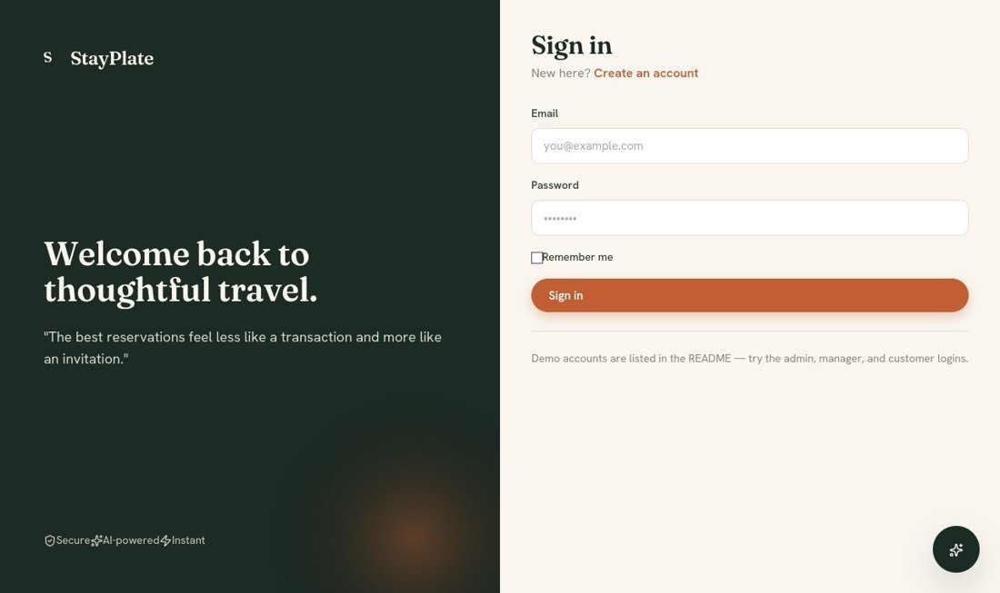 S StayPlate
Welcome back to
thoughtful travel.
"The best reservations feel less like a transaction and more like
an invitation."
Secure AI-powered Instant
Sign in
New here? Create an account
Email
you@example.com
Password
••••••••
Remember me
Sign in
Demo accounts are listed in the README — try the admin, manager, and customer logins.